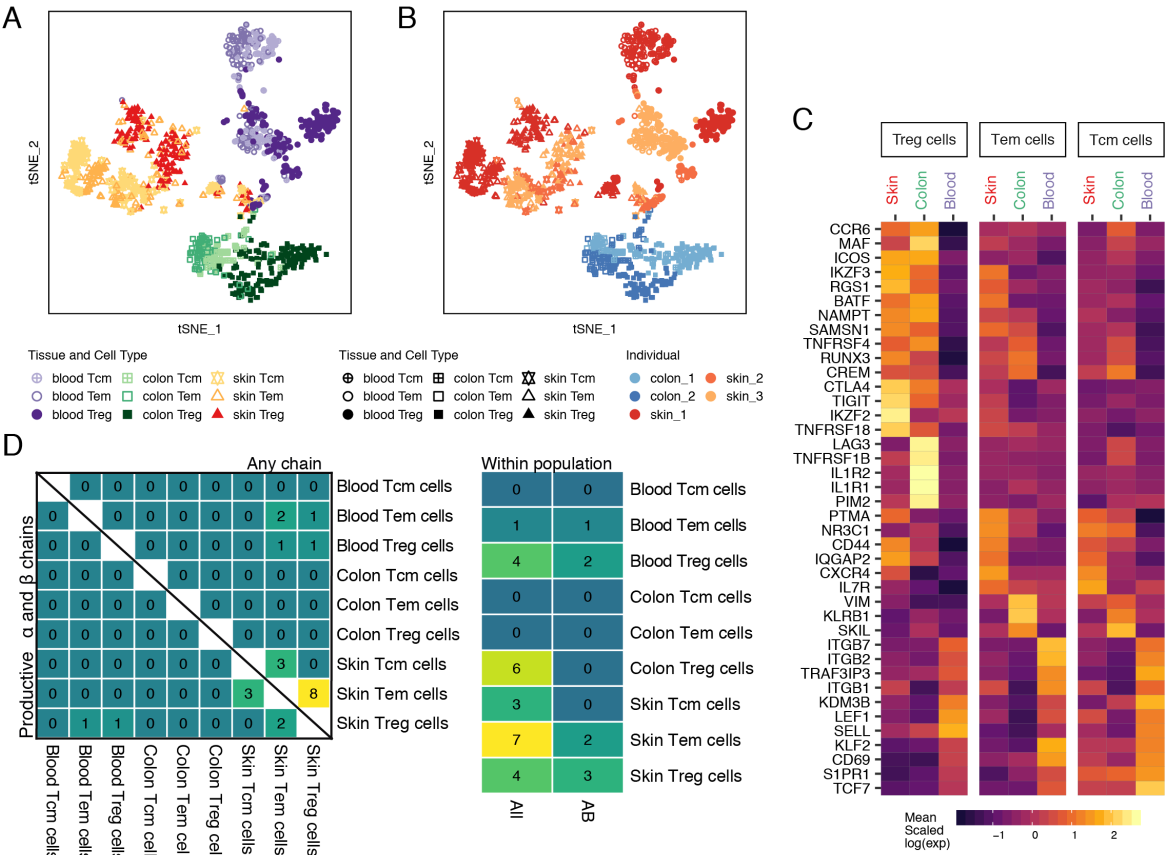 A
B
C
tSNE_2
tSNE_1
tSNE_2
tSNE_1
Tissue and Cell Type
blood Tcm
colon Tcm
skin Tcm
blood Tem
colon Tem
skin Tem
blood Treg
colon Treg
skin Treg
Tissue and Cell Type
blood Tcm
colon Tcm
skin Tcm
blood Tem
colon Tem
skin Tem
blood Treg
colon Treg
skin Treg
Individual
colon_1
skin_2
colon_2
skin_3
skin_1
Treg cells
Tem cells
Tcm cells
Skin Colon Blood Skin Colon Blood Skin Colon Blood
CCR6
MAF
ICOS
IKZF3
RGS1
BATF
NAMPT
SAMSN1
TNFRSF4
RUNX3
CREM
CTLA4
TIGIT
IKZF2
TNFRSF18
LAG3
TNFRSF1B
IL1R2
IL1R1
PIM2
PTMA
NR3C1
CD44
IQGAP2
CXCR4
IL7R
VIM
KLRB1
SKIL
ITGB7
ITGB2
TRAF3IP3
ITGB1
KDM3B
LEF1
SELL
KLF2
CD69
S1PR1
TCF7
Mean
Scaled
log(exp)
−1 0 1 2
D
Any chain
Productive α and β chains
0 0 0 0 0 0 0 0 Blood Tcm cells
0 0 0 0 0 0 2 1 Blood Tem cells
0 0 0 0 0 0 1 1 Blood Treg cells
0 0 0 0 0 0 0 0 Colon Tcm cells
0 0 0 0 0 0 0 0 Colon Tem cells
0 0 0 0 0 0 0 0 Colon Treg cells
0 0 0 0 0 0 3 0 Skin Tcm cells
0 0 0 0 0 0 3 8 Skin Tem cells
0 1 1 0 0 0 0 2 Skin Treg cells
Blood Tcm cells
Blood Tem cells
Blood Treg cells
Colon Tcm cell
Colon Tem cel
Colon Treg cel
Skin Tcm cells
Skin Tem cells
Skin Treg cells
Within population
0 0 Blood Tcm cells
1 1 Blood Tem cells
4 2 Blood Treg cells
0 0 Colon Tcm cells
0 0 Colon Tem cells
6 0 Colon Treg cells
3 0 Skin Tcm cells
7 2 Skin Tem cells
4 3 Skin Treg cells
All AB